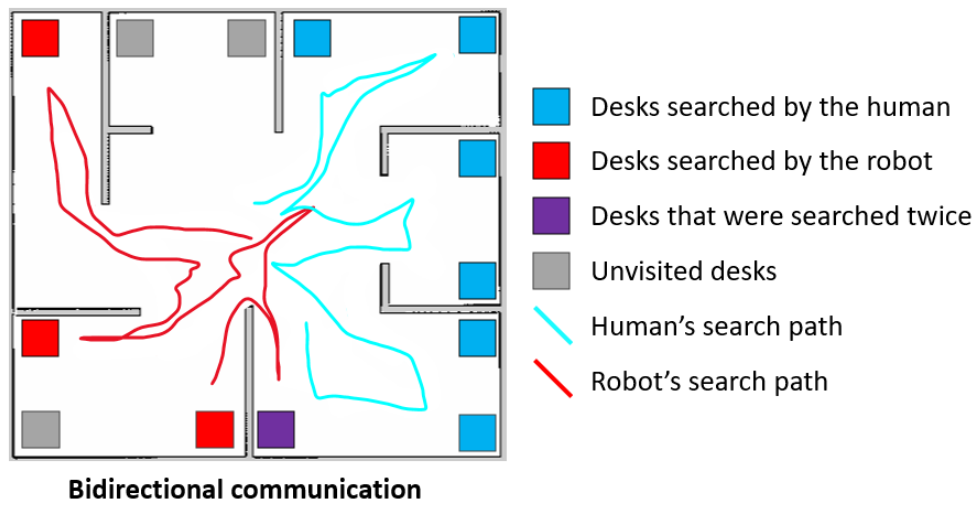 Desks searched by the human
Desks searched by the robot
Desks that were searched twice
Unvisited desks
Human’s search path
Robot’s search path
Bidirectional communication